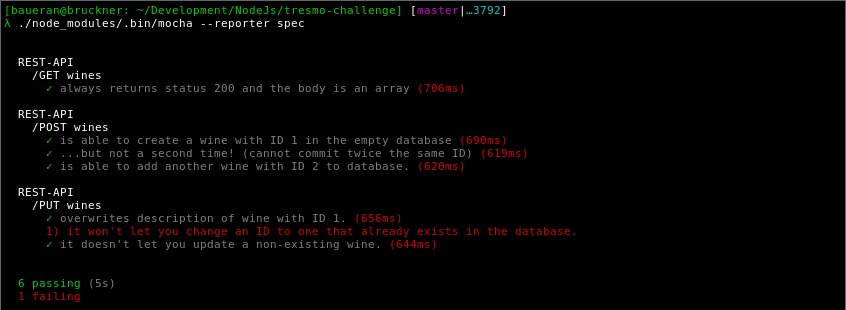 [baueran@bruckner: ~/Development/NodeJs/tresmo-challenge] [master|…3792]
λ ./node_modules/.bin/mocha --reporter spec
REST-API
/GET wines
✓ always returns status 200 and the body is an array (706ms)
REST-API
/POST wines
✓ is able to create a wine with ID 1 in the empty database (690ms)
✓ ...but not a second time! (cannot commit twice the same ID) (619ms)
✓ is able to add another wine with ID 2 to database. (620ms)
REST-API
/PUT wines
✓ overwrites description of wine with ID 1. (656ms)
1) it won't let you change an ID to one that already exists in the database.
✓ it doesn't let you update a non-existing wine. (644ms)
6 passing (5s)
1 failing